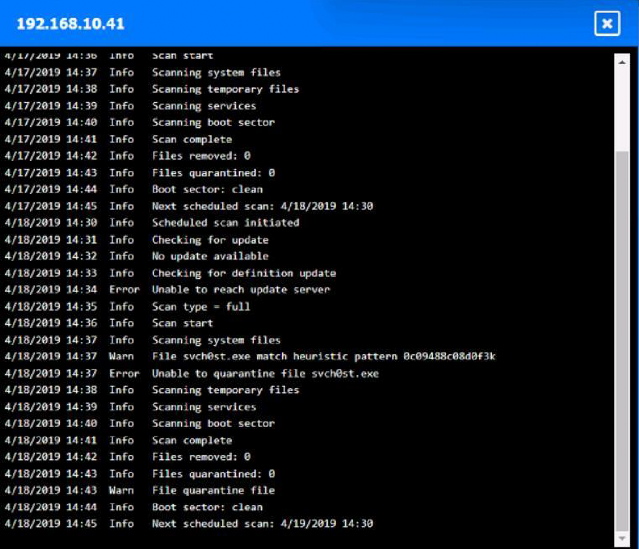 192.168.10.41
4/17/2019 14:36 Info Scan start
4/17/2019 14:37 Info Scanning system files
4/17/2019 14:38 Info Scanning temporary files
4/17/2019 14:39 Info Scanning services
4/17/2019 14:40 Info Scanning boot sector
4/17/2019 14:41 Info Scan complete
4/17/2019 14:42 Info Files removed: 0
4/17/2019 14:43 Info Files quarantined: 0
4/17/2019 14:44 Info Boot sector: clean
4/17/2019 14:45 Info Next scheduled scan: 4/18/2019 14:30
4/18/2019 14:30 Info Scheduled scan initiated
4/18/2019 14:31 Info Checking for update
4/18/2019 14:32 Info No update available
4/18/2019 14:33 Info Checking for definition update
4/18/2019 14:34 Error Unable to reach update server
4/18/2019 14:35 Info Scan type = full
4/18/2019 14:36 Info Scan start
4/18/2019 14:37 Info Scanning system files
4/18/2019 14:37 Warn File svch0st.exe match heuristic pattern 0c09488c08d0f3k
4/18/2019 14:37 Error Unable to quarantine file svch0st.exe
4/18/2019 14:38 Info Scanning temporary files
4/18/2019 14:39 Info Scanning services
4/18/2019 14:40 Info Scanning boot sector
4/18/2019 14:41 Info Scan complete
4/18/2019 14:42 Info Files removed: 0
4/18/2019 14:43 Info Files quarantined: 0
4/18/2019 14:43 Warn File quarantine file
4/18/2019 14:44 Info Boot sector: clean
4/18/2019 14:45 Info Next scheduled scan: 4/19/2019 14:30